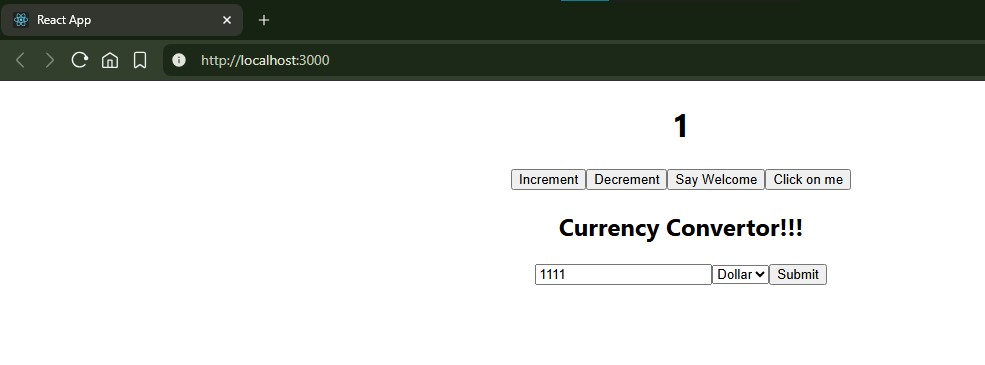 React App
http://localhost:3000
1
Increment Decrement Say Welcome Click on me
Currency Convertor!!!
1111 Dollar Submit